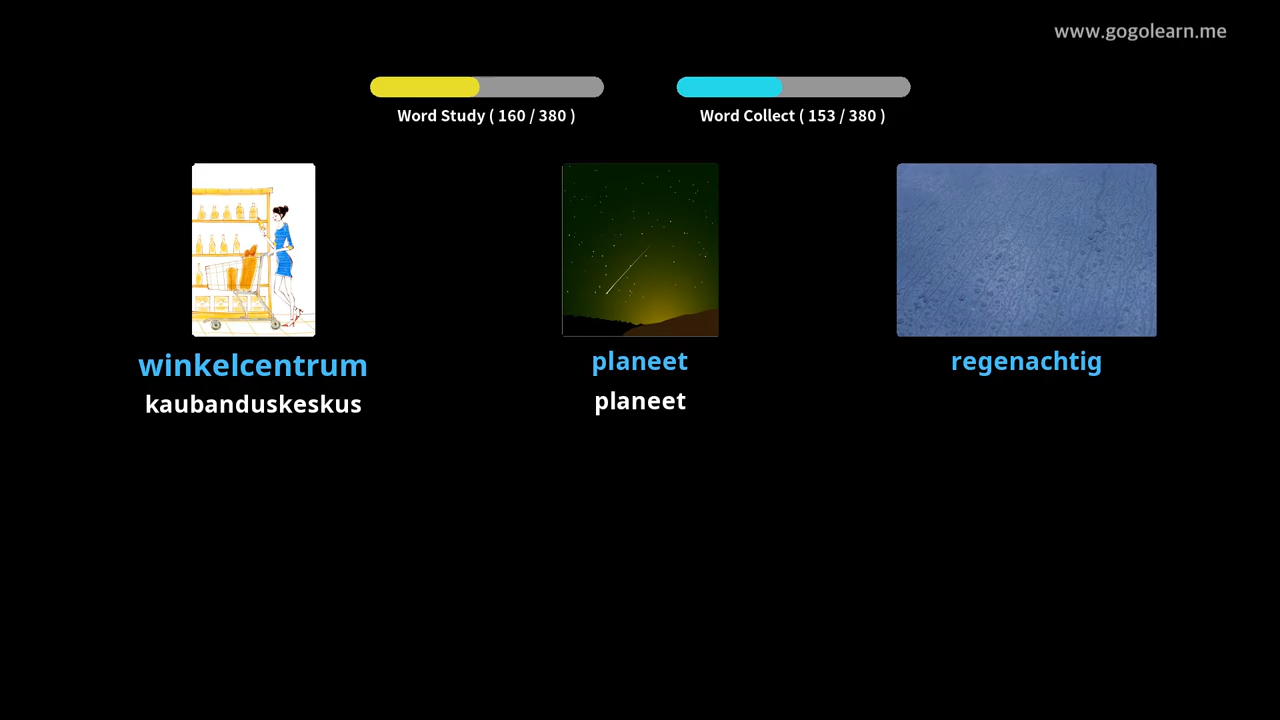 www.gogolearn.me
Word Study ( 160 / 380 )
Word Collect ( 153 / 380 )
winkelcentrum
kaubanduskeskus
planeet
planeet
regenachtig